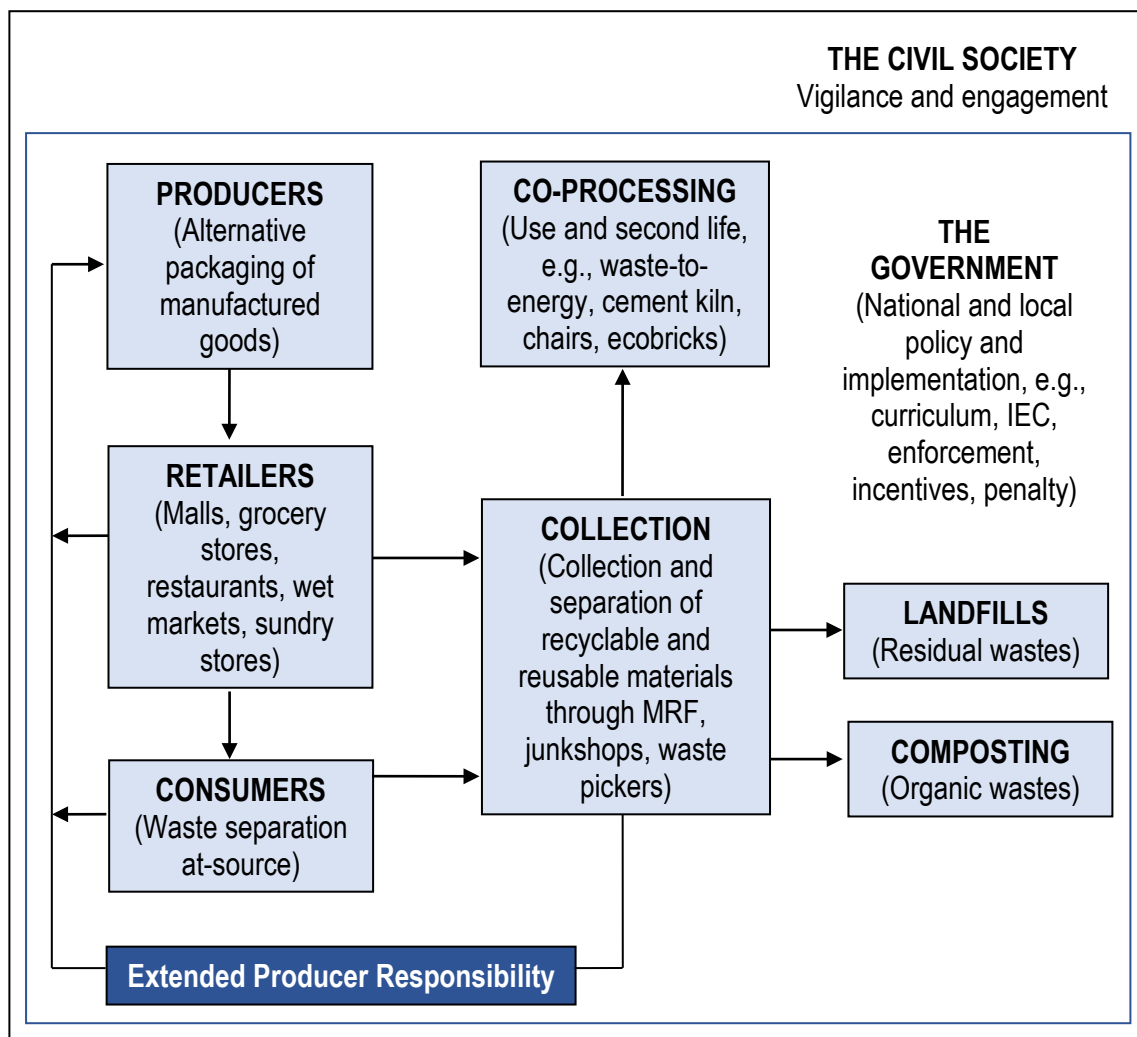 THE CIVIL SOCIETY
Vigilance and engagement
PRODUCERS
(Alternative
packaging of
manufactured
goods)
CO-PROCESSING
(Use and second life,
e.g., waste-to-
energy, cement kiln,
chairs, ecobricks)
THE
GOVERNMENT
(National and local
policy and
implementation, e.g.,
curriculum, IEC,
enforcement,
incentives, penalty)
RETAILERS
(Malls, grocery
stores,
restaurants, wet
markets, sundry
stores)
COLLECTION
(Collection and
separation of
recyclable and
reusable materials
through MRF,
junkshops, waste
pickers)
LANDFILLS
(Residual wastes)
COMPOSTING
(Organic wastes)
CONSUMERS
(Waste separation
at-source)
Extended Producer Responsibility